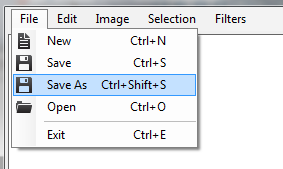 File Edit Image Selection Filters
New Ctrl+N
Save Ctrl+S
Save As Ctrl+Shift+S
Open Ctrl+O
Exit Ctrl+E